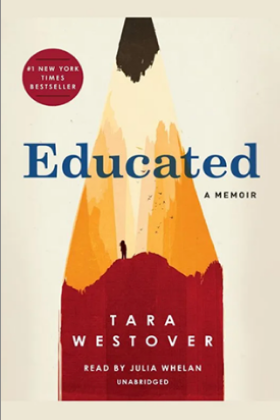 #1 NEW YORK
TIMES
BESTSELLER
Educated
A MEMOIR
TARA
WESTOVER
READ BY JULIA WHELAN
UNABRIDGED